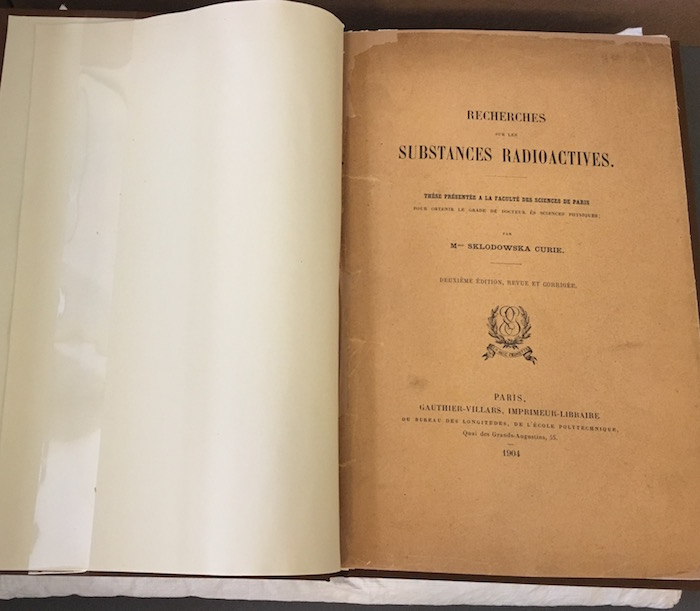 RECHERCHES
SUR LES
SUBSTANCES RADIOACTIVES.
THÈSE PRÉSENTÉE A LA FACULTÉ DES SCIENCES DE PARIS
POUR OBTENIR LE GRADE DE DOCTEUR ÈS SCIENCES PHYSIQUES;
PAR
Mme SKLODOWSKA CURIE.
DEUXIÈME ÉDITION, REVUE ET CORRIGÉE.
PARIS,
GAUTHIER-VILLARS, IMPRIMEUR-LIBRAIRE
DU BUREAU DES LONGITUDES, DE L'ÉCOLE POLYTECHNIQUE,
Quai des Grands-Augustins, 55.
1904